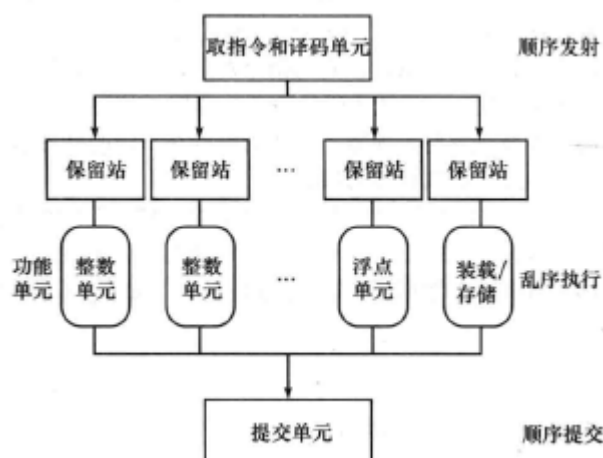 取指令和译码单元
顺序发射
保留站
保留站
...
保留站
保留站
功能
单元
整数
单元
整数
单元
...
浮点
单元
装载/
存储
乱序执行
提交单元
顺序提交